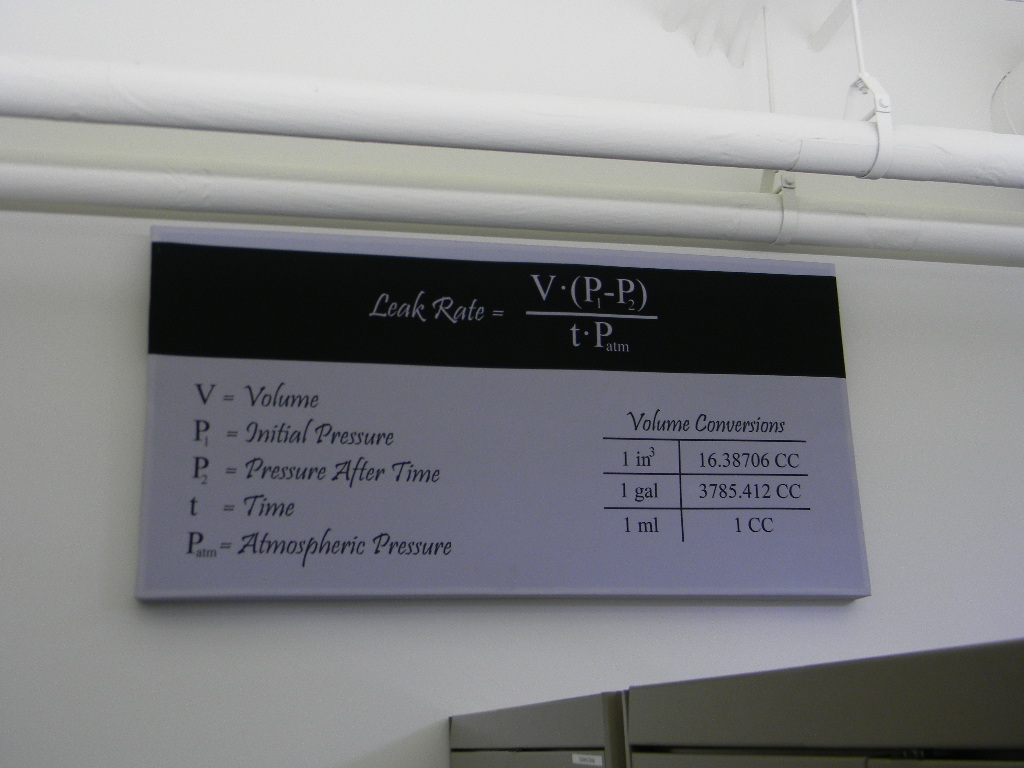 Leak Rate = V·(P₁-P₂) / t·Patm
V = Volume
P₁ = Initial Pressure
P₂ = Pressure After Time
t = Time
Patm = Atmospheric Pressure
Volume Conversions
1 in³ 16.38706 CC
1 gal 3785.412 CC
1 ml 1 CC